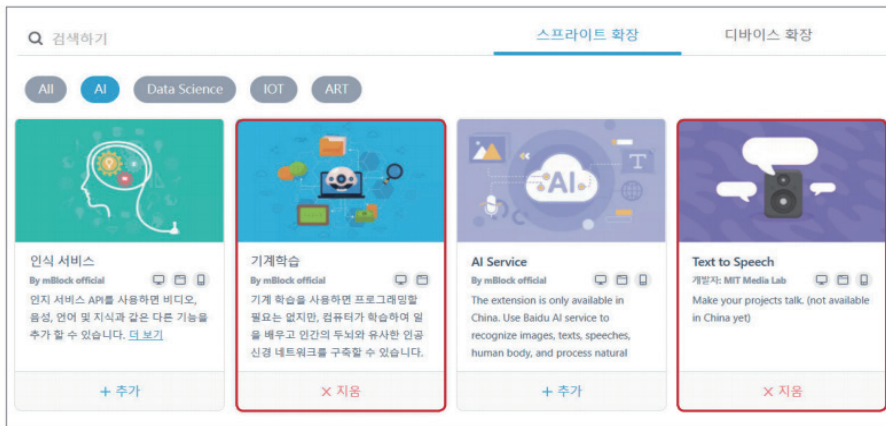 검색하기
스프라이트 확장
디바이스 확장
All
AI
Data Science
IOT
ART
AI
T
인식 서비스
By mBlock official
인지 서비스 API를 사용하면 비디오,
음성, 언어 및 지식과 같은 다른 기능을
추가 할 수 있습니다. 더 보기
+ 추가
기계학습
By mBlock official
기계 학습을 사용하면 프로그래밍할
필요는 없지만, 컴퓨터가 학습하여 일
을 배우고 인간의 두뇌와 유사한 인공
신경 네트워크를 구축할 수 있습니다.
× 지움
AI Service
By mBlock official
The extension is only available in
China. Use Baidu AI service to
recognize images, texts, speeches,
human body, and process natural
+ 추가
Text to Speech
개발자: MIT Media Lab
Make your projects talk. (not available
in China yet)
× 지움